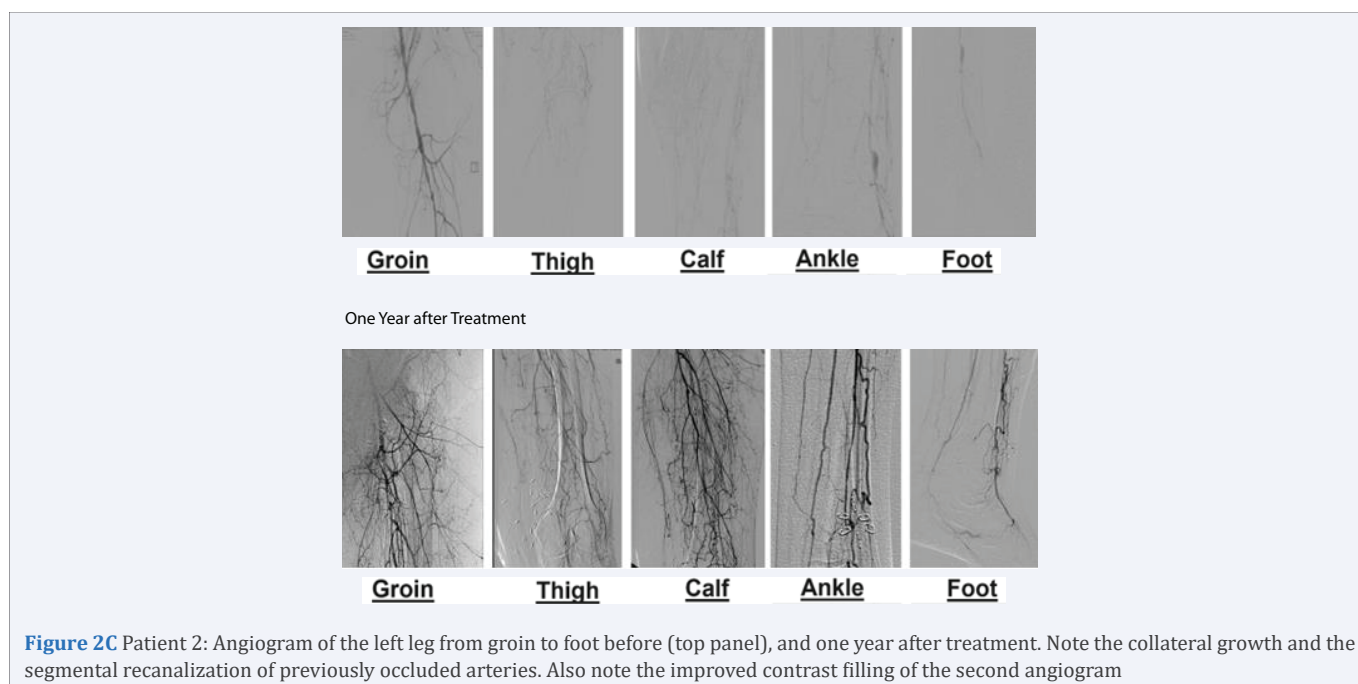 Groin Thigh Calf Ankle Foot
One Year after Treatment
Groin Thigh Calf Ankle Foot
Figure 2C Patient 2: Angiogram of the left leg from groin to foot before (top panel), and one year after treatment. Note the collateral growth and the
segmental recanalization of previously occluded arteries. Also note the improved contrast filling of the second angiogram